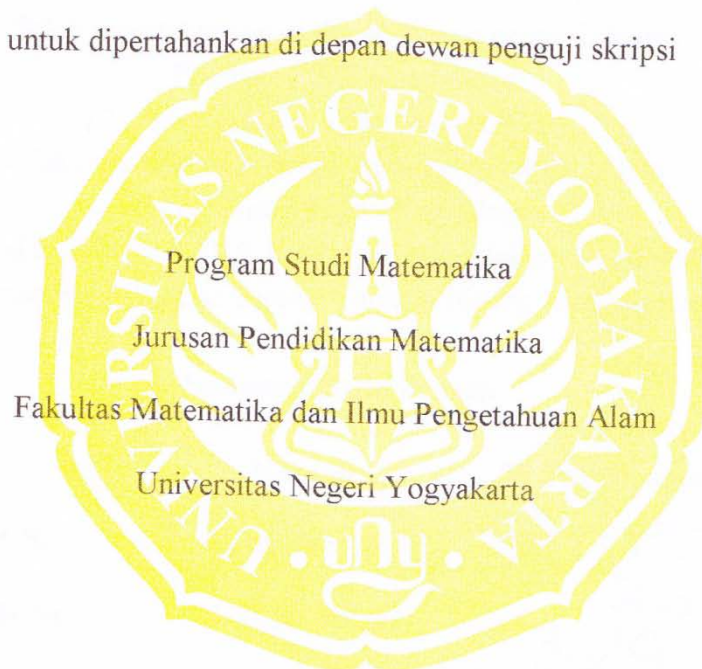 untuk dipertahankan di depan dewan penguji skripsi
UNIVERSITAS NEGERI YOGYAKARTA
Program Studi Matematika
Jurusan Pendidikan Matematika
Fakultas Matematika dan Ilmu Pengetahuan Alam
Universitas Negeri Yogyakarta
uny